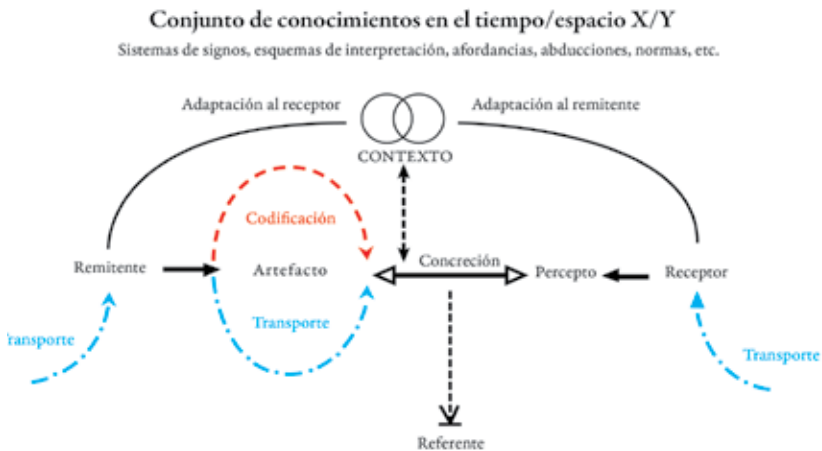 Conjunto de conocimientos en el tiempo/espacio X/Y
Sistemas de signos, esquemas de interpretación, afordancias, abducciones, normas, etc.
Adaptación al receptor
Adaptación al remitente
CONTEXTO
Codificación
Remitente
Artefacto
Concreción
Percepto
Receptor
Transporte
ransporte
Transporte
Referente